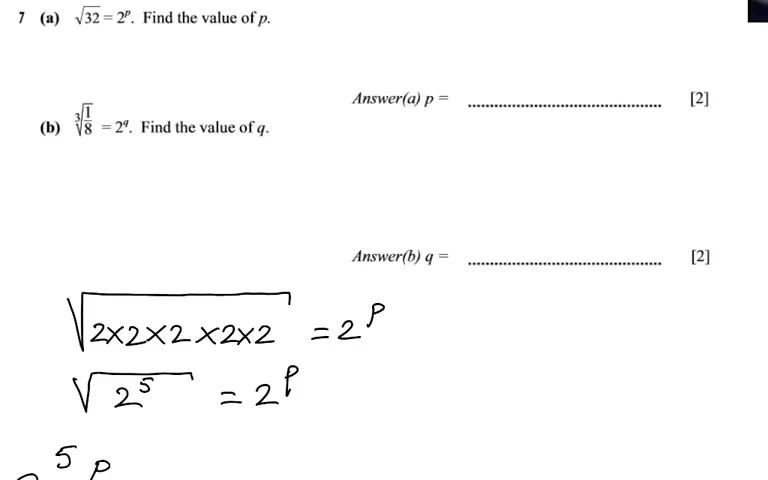 7 (a) √32 = 2^p. Find the value of p.
Answer(a) p = ............................................ [2]
(b) ∛(1/8) = 2^q. Find the value of q.
Answer(b) q = ............................................ [2]
√(2×2×2×2×2) = 2^p
√(2^5) = 2^p
5 p